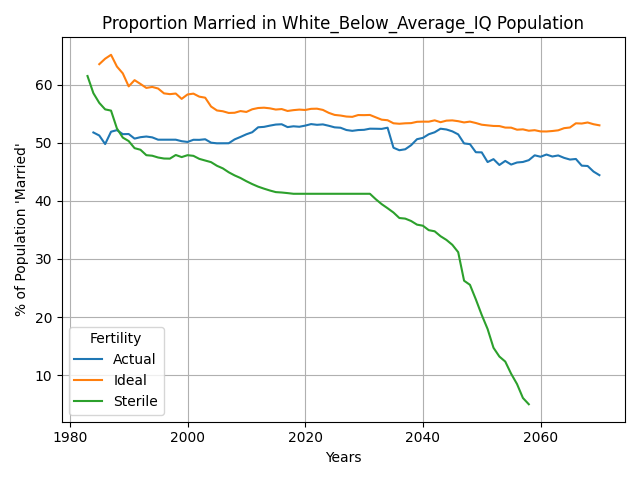 Proportion Married in White_Below_Average_IQ Population
% of Population 'Married'
60
50
40
30
20
10
Fertility
Actual
Ideal
Sterile
1980
2000
2020
2040
2060
Years